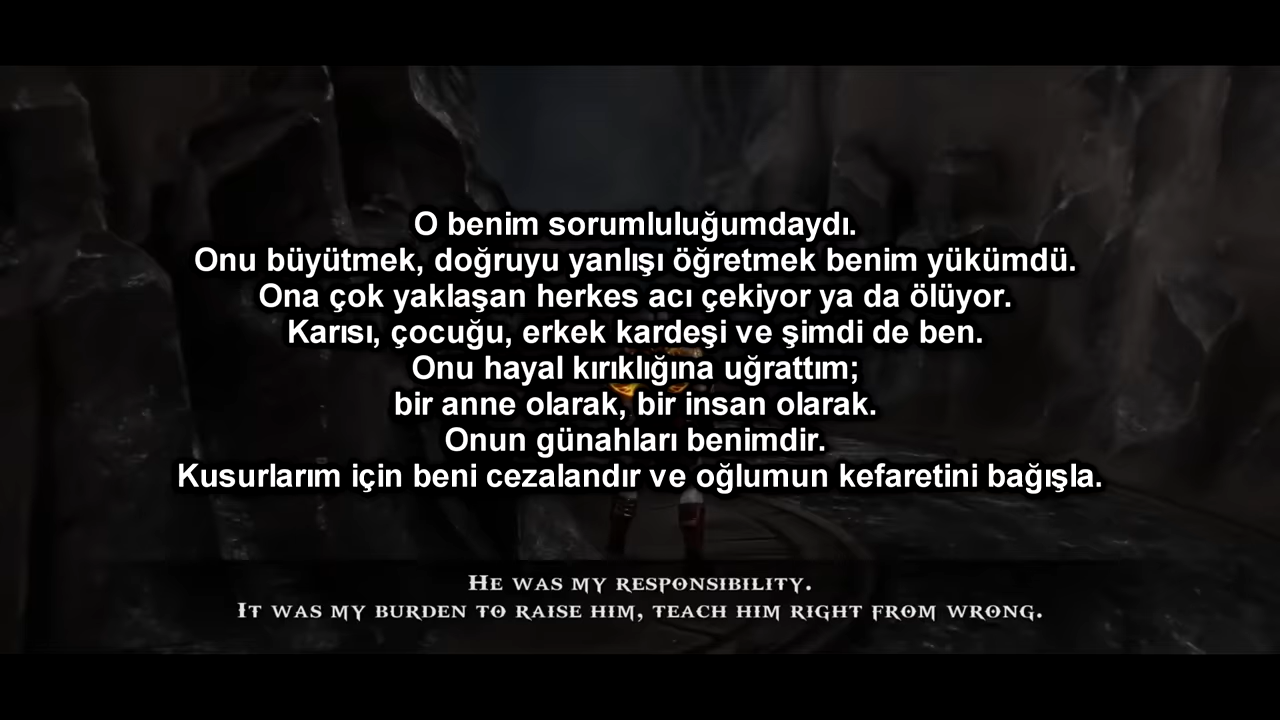 O benim sorumluluğumdaydı.
Onu büyütmek, doğruyu yanlışı öğretmek benim yükümdü.
Ona çok yaklaşan herkes acı çekiyor ya da ölüyor.
Karısı, çocuğu, erkek kardeşi ve şimdi de ben.
Onu hayal kırıklığına uğrattım;
bir anne olarak, bir insan olarak.
Onun günahları benimdir.
Kusurlarım için beni cezalandır ve oğlumun kefaretini bağışla.
He was my responsibility.
It was my burden to raise him, teach him right from wrong.